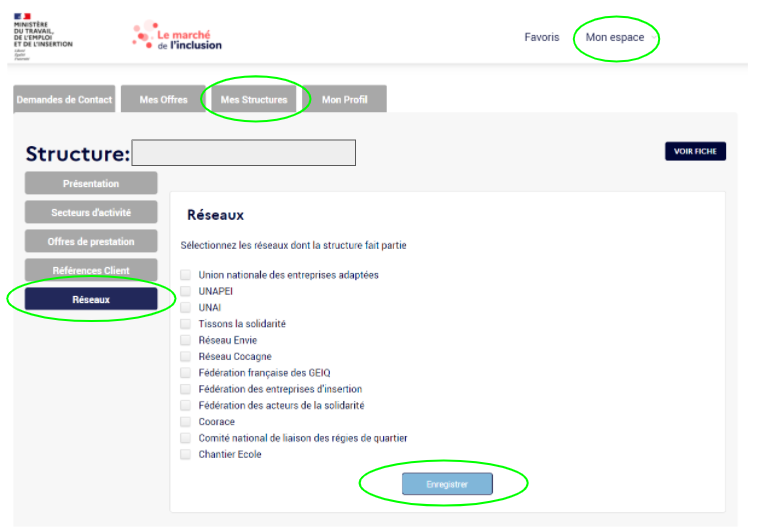 MINISTÈRE
DU TRAVAIL,
DE L'EMPLOI
ET DE L'INSERTION
Liberté
Égalité
Fraternité
Le marché
de l'inclusion
Favoris
Mon espace
Demandes de Contact
Mes Offres
Mes Structures
Mon Profil
Structure:
VOIR FICHE
Présentation
Secteurs d'activité
Offres de prestation
Références Client
Réseaux
Réseaux
Sélectionnez les réseaux dont la structure fait partie
Union nationale des entreprises adaptées
UNAPEI
UNAI
Tissons la solidarité
Réseau Envie
Réseau Cocagne
Fédération française des GEIQ
Fédération des entreprises d'insertion
Fédération des acteurs de la solidarité
Coorace
Comité national de liaison des régies de quartier
Chantier Ecole
Enregistrer